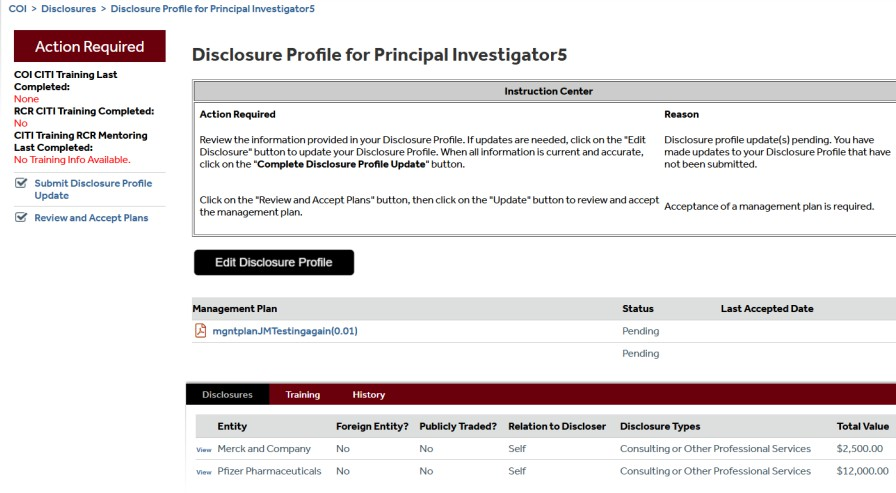 COI > Disclosures > Disclosure Profile for Principal Investigator5
Action Required
COI CITI Training Last
Completed:
None
RCR CITI Training Completed:
No
CITI Training RCR Mentoring
Last Completed:
No Training Info Available.
Submit Disclosure Profile
Update
Review and Accept Plans
Disclosure Profile for Principal Investigator5
Instruction Center
Action Required Reason
Review the information provided in your Disclosure Profile. If updates are needed, click on the "Edit
Disclosure" button to update your Disclosure Profile. When all information is current and accurate,
click on the "Complete Disclosure Profile Update" button.
Disclosure profile update(s) pending. You have
made updates to your Disclosure Profile that have
not been submitted.
Click on the "Review and Accept Plans" button, then click on the "Update" button to review and accept
the management plan.
Acceptance of a management plan is required.
Edit Disclosure Profile
Management Plan Status Last Accepted Date
mgntplanJMTestingagain(0.01) Pending
Pending
Disclosures Training History
Entity Foreign Entity? Publicly Traded? Relation to Discloser Disclosure Types Total Value
View Merck and Company No No Self Consulting or Other Professional Services $2,500.00
View Pfizer Pharmaceuticals No No Self Consulting or Other Professional Services $12,000.00